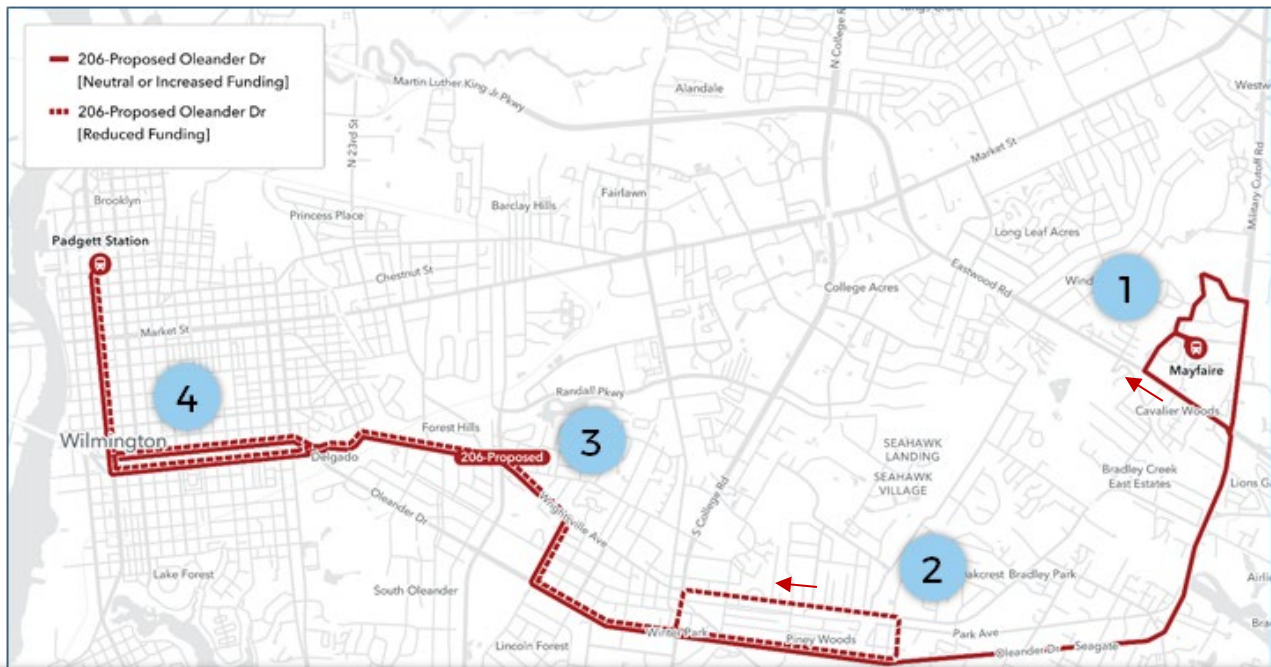 206-Proposed Oleander Dr
[Neutral or Increased Funding]
206-Proposed Oleander Dr
[Reduced Funding]
N College Rd
Martin Luther King Jr Pkwy
Alandale
Westw
N 23rd St
Market St
Military Cutoff Rd
Brooklyn
Fairlawn
Princess Place
Barclay Hills
Padgett Station
Long Leaf Acres
Chestnut St
Eastwood Rd
College Acres
Wind
1
Market St
Mayfaire
4
Randall Pkwy
Cavalier Woods
Forest Hills
3
Wilmington
Delgado
206-Proposed
SEAHAWK
LANDING
SEAHAWK
VILLAGE
Bradley Creek
East Estates
Lions G
S College Rd
Oleander Dr
Wrightsville Ave
2
Lake Forest
South Oleander
akcrest Bradley Park
Airli
Winter Park
Piney Woods
Park Ave
Lincoln Forest
Oleander Dr
Seagate
Bra